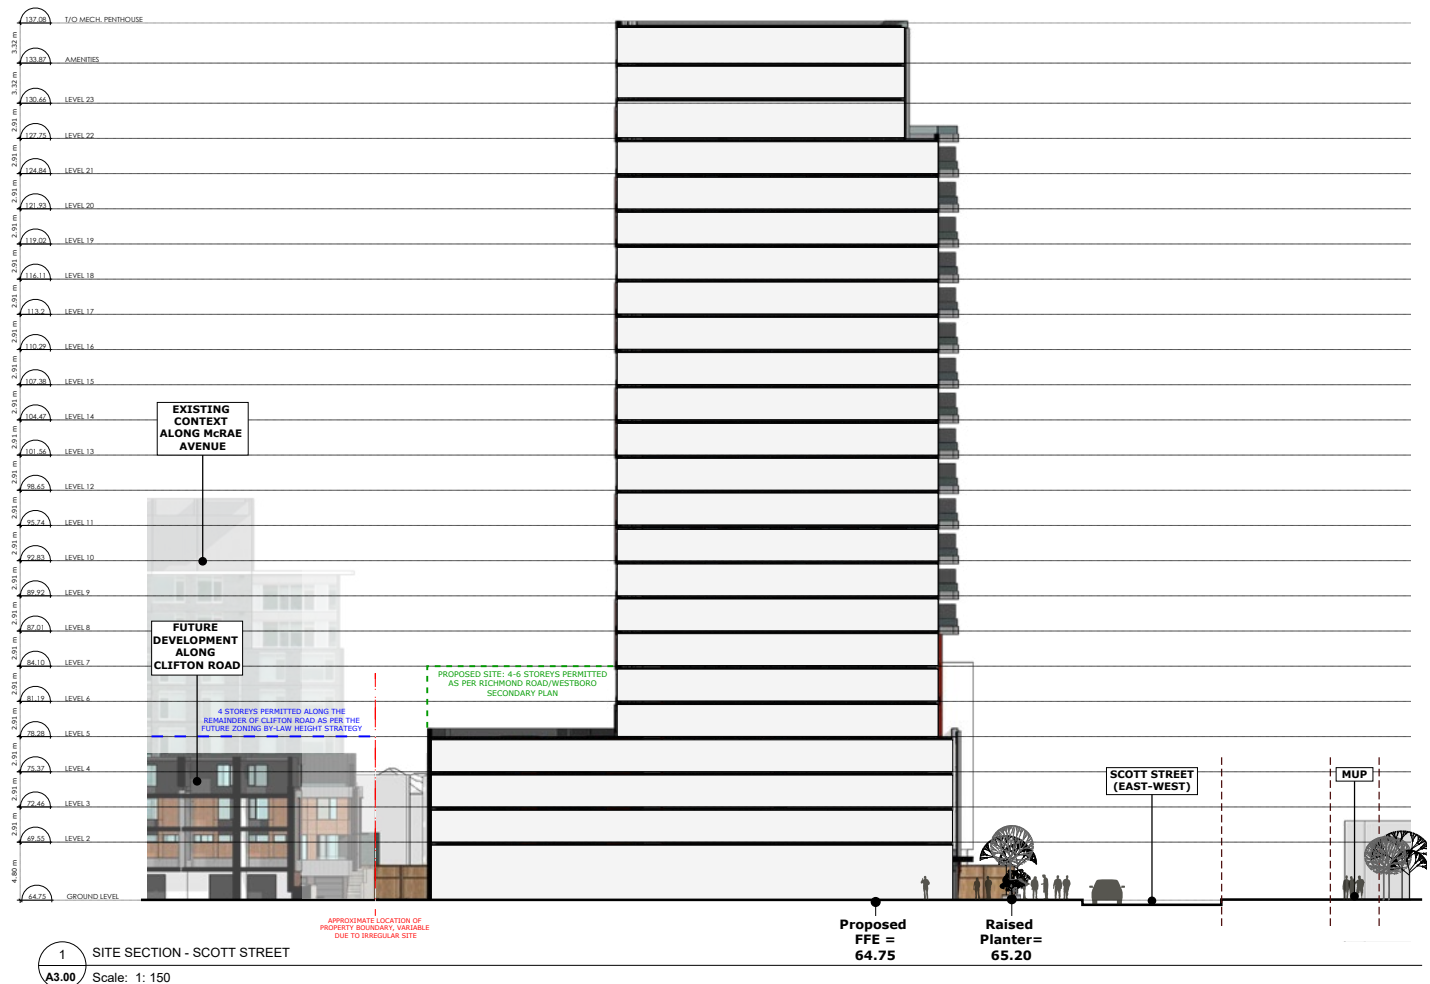 137.08 T/O MECH. PENTHOUSE
3.32 m
133.87 AMENITIES
3.32 m
130.66 LEVEL 23
2.91 m
127.75 LEVEL 22
2.91 m
124.84 LEVEL 21
2.91 m
121.93 LEVEL 20
2.91 m
119.02 LEVEL 19
2.91 m
116.11 LEVEL 18
2.91 m
113.2 LEVEL 17
2.91 m
110.29 LEVEL 16
2.91 m
107.38 LEVEL 15
2.91 m
104.47 LEVEL 14
2.91 m
101.56 LEVEL 13
2.91 m
98.65 LEVEL 12
2.91 m
95.74 LEVEL 11
2.91 m
92.83 LEVEL 10
2.91 m
89.92 LEVEL 9
2.91 m
87.01 LEVEL 8
2.91 m
84.10 LEVEL 7
2.91 m
81.19 LEVEL 6
2.91 m
78.28 LEVEL 5
2.91 m
75.37 LEVEL 4
2.91 m
72.46 LEVEL 3
2.91 m
69.55 LEVEL 2
4.80 m
64.75 GROUND LEVEL
EXISTING
CONTEXT
ALONG McRAE
AVENUE
FUTURE
DEVELOPMENT
ALONG
CLIFTON ROAD
4 STOREYS PERMITTED ALONG THE
REMAINDER OF CLIFTON ROAD AS PER THE
FUTURE ZONING BY-LAW HEIGHT STRATEGY
PROPOSED SITE: 4-6 STOREYS PERMITTED
AS PER RICHMOND ROAD/WESTBORO
SECONDARY PLAN
SCOTT STREET
(EAST-WEST)
MUP
APPROXIMATE LOCATION OF
PROPERTY BOUNDARY, VARIABLE
DUE TO IRREGULAR SITE
Proposed
FFE =
64.75
Raised
Planter=
65.20
1 SITE SECTION - SCOTT STREET
A3.00 Scale: 1: 150